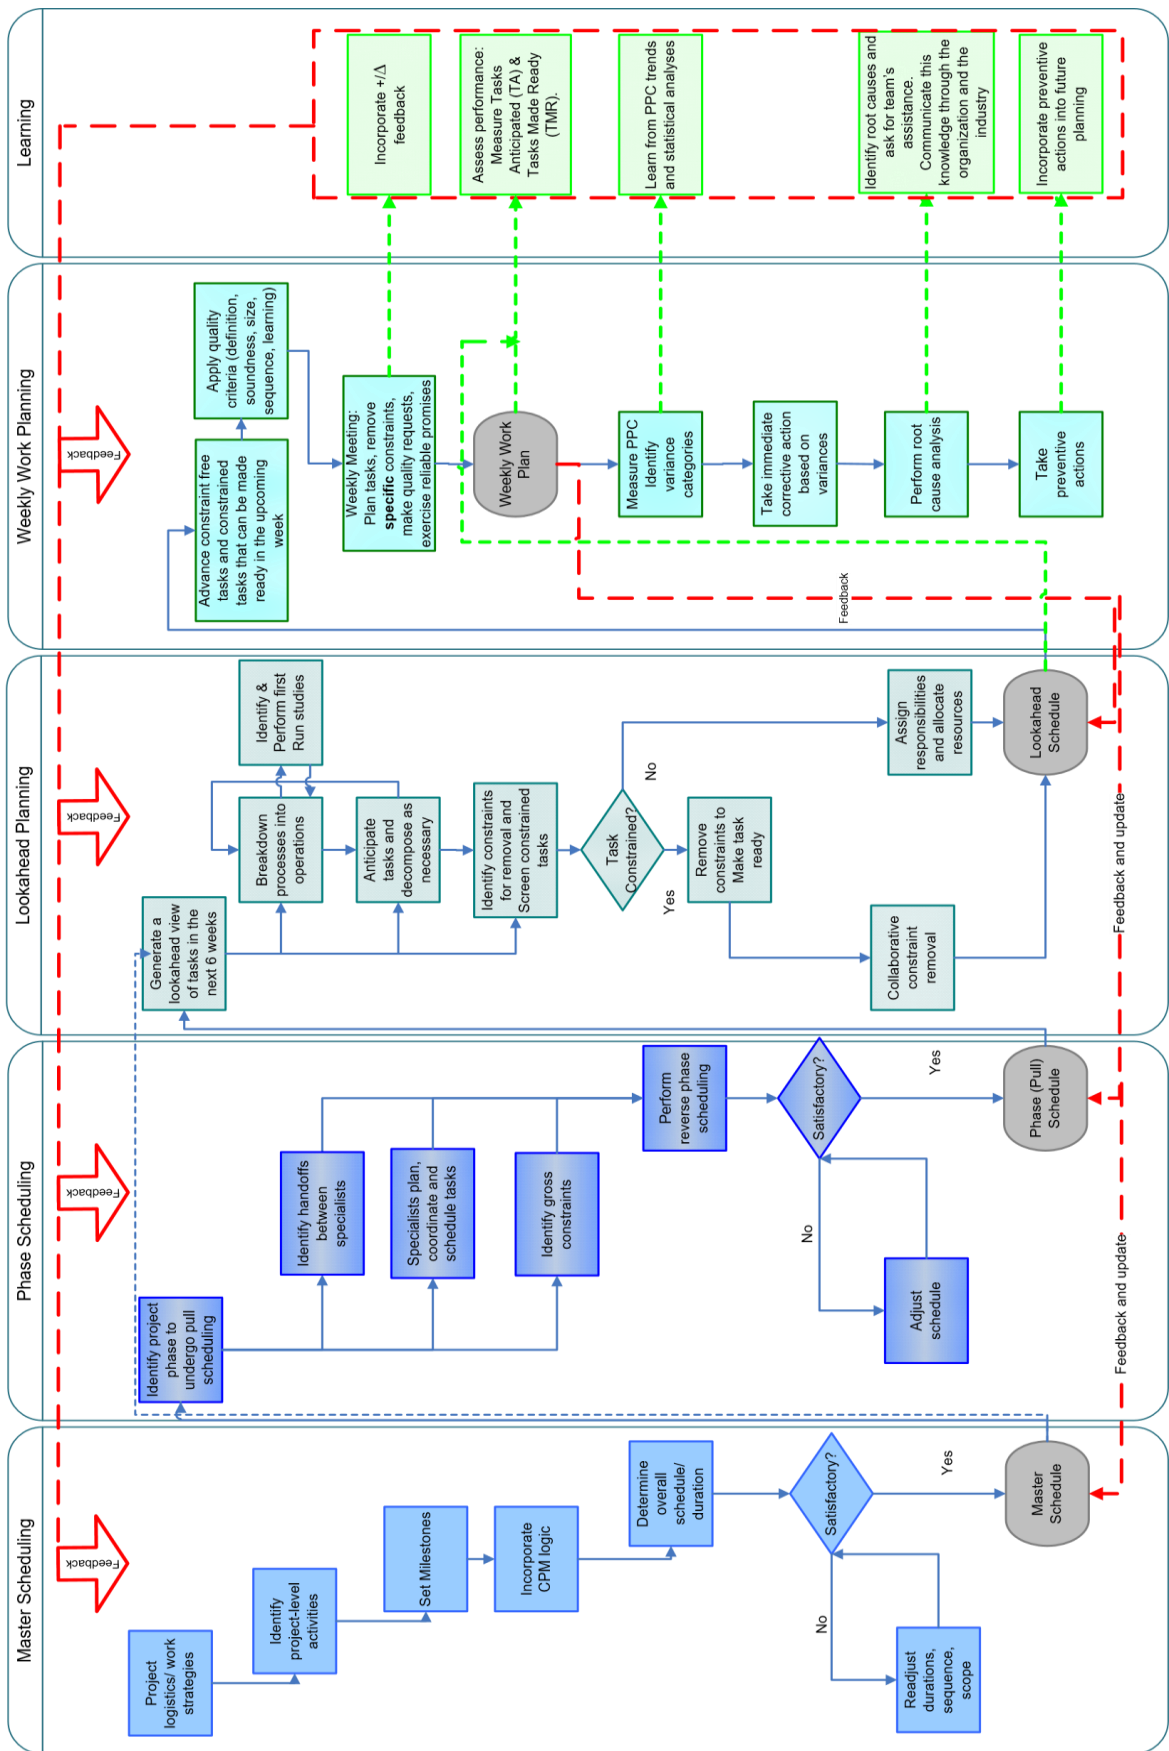 Master Scheduling
Feedback
Project
logistics/ work
strategies
Identify
project-level
activities
Set Milestones
Incorporate
CPM logic
Determine
overall
schedule/
duration
Satisfactory?
No
Yes
Readjust
durations,
sequence,
scope
Master
Schedule
Phase Scheduling
Feedback
Identify project
phase to
undergo pull
scheduling
Identify handoffs
between
specialists
Specialists plan,
coordinate and
schedule tasks
Identify gross
constraints
Perform
reverse phase
scheduling
Satisfactory?
No
Yes
Adjust
schedule
Phase (Pull)
Schedule
Feedback and update
Lookahead Planning
Feedback
Generate a
lookahead view
of tasks in the
next 6 weeks
Breakdown
processes into
operations
Identify &
Perform first
Run studies
Anticipate
tasks and
decompose as
necessary
Identify constraints
for removal and
Screen constrained
tasks
Task
Constrained?
No
Yes
Remove
constraints to
Make task
ready
Collaborative
constraint
removal
Assign
responsibilities
and allocate
resources
Lookahead
Schedule
Feedback and update
Weekly Work Planning
Feedback
Advance constraint free
tasks and constrained
tasks that can be made
ready in the upcoming
week
Apply quality
criteria (definition,
soundness, size,
sequence, learning)
Weekly Meeting:
Plan tasks, remove
specific constraints,
make quality requests,
exercise reliable promises
Weekly Work
Plan
Measure PPC
Identify
variance
categories
Take immediate
corrective action
based on
variances
Perform root
cause analysis
Take
preventive
actions
Feedback
Learning
Incorporate +/Δ
feedback
Assess performance:
Measure Tasks
Anticipated (TA) &
Tasks Made Ready
(TMR).
Learn from PPC trends
and statistical analyses
Identify root causes and
ask for team's
assistance.
Communicate this
knowledge through the
organization and the
industry
Incorporate preventive
actions into future
planning